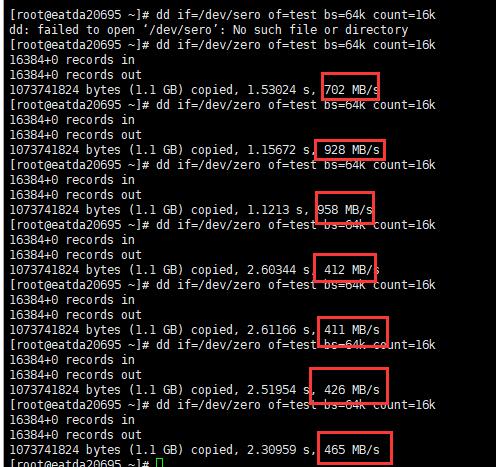 [root@eatda20695 ~]# dd if=/dev/sero of=test bs=64k count=16k
dd: failed to open ‘/dev/sero’: No such file or directory
[root@eatda20695 ~]# dd if=/dev/zero of=test bs=64k count=16k
16384+0 records in
16384+0 records out
1073741824 bytes (1.1 GB) copied, 1.53024 s, 702 MB/s
[root@eatda20695 ~]# dd if=/dev/zero of=test bs=64k count=16k
16384+0 records in
16384+0 records out
1073741824 bytes (1.1 GB) copied, 1.15672 s, 928 MB/s
[root@eatda20695 ~]# dd if=/dev/zero of=test bs=64k count=16k
16384+0 records in
16384+0 records out
1073741824 bytes (1.1 GB) copied, 1.1213 s, 958 MB/s
[root@eatda20695 ~]# dd if=/dev/zero of=test bs=64k count=16k
16384+0 records in
16384+0 records out
1073741824 bytes (1.1 GB) copied, 2.60344 s, 412 MB/s
[root@eatda20695 ~]# dd if=/dev/zero of=test bs=64k count=16k
16384+0 records in
16384+0 records out
1073741824 bytes (1.1 GB) copied, 2.61166 s, 411 MB/s
[root@eatda20695 ~]# dd if=/dev/zero of=test bs=64k count=16k
16384+0 records in
16384+0 records out
1073741824 bytes (1.1 GB) copied, 2.51954 s, 426 MB/s
[root@eatda20695 ~]# dd if=/dev/zero of=test bs=64k count=16k
16384+0 records in
16384+0 records out
1073741824 bytes (1.1 GB) copied, 2.30959 s, 465 MB/s
[root@eatda20695 ~]#